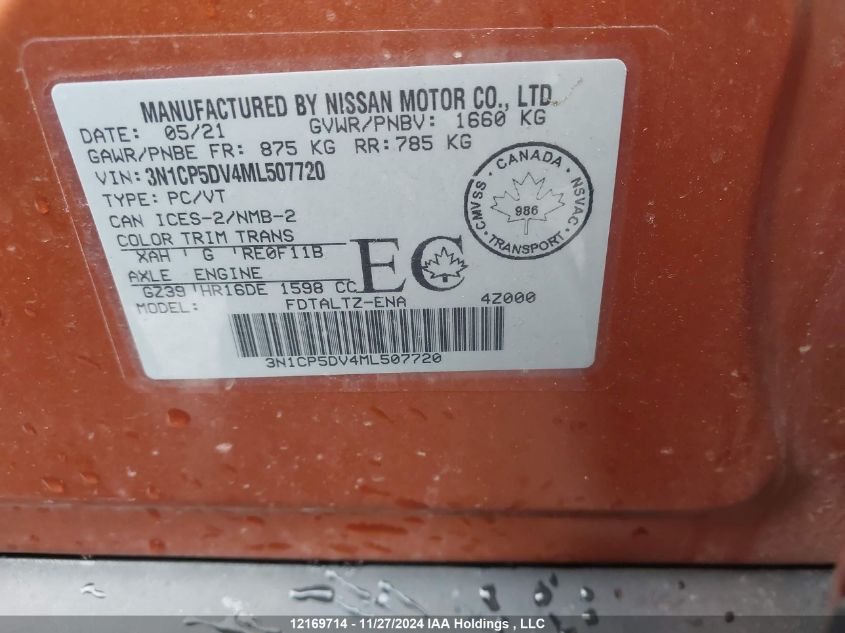 MANUFACTURED BY NISSAN MOTOR CO., LTD
DATE: 05/21 GVWR/PNBV: 1660 KG
GAWR/PNBE FR: 875 KG RR:785 KG
VIN:3N1CP5DV4ML507720
TYPE: PC/VT
CAN ICES-2/NMB-2
COLOR TRIM TRANS
XAH G RE0F11B
AXLE ENGINE
GZ39 HR16DE 1598 CC
MODEL: FDTALTZ-ENA 4Z000
3N1CP5DV4ML507720
EC
CANADA
CMVSS NSVAC
986
TRANSPORT
12169714 - 11/27/2024 IAA Holdings, LLC.